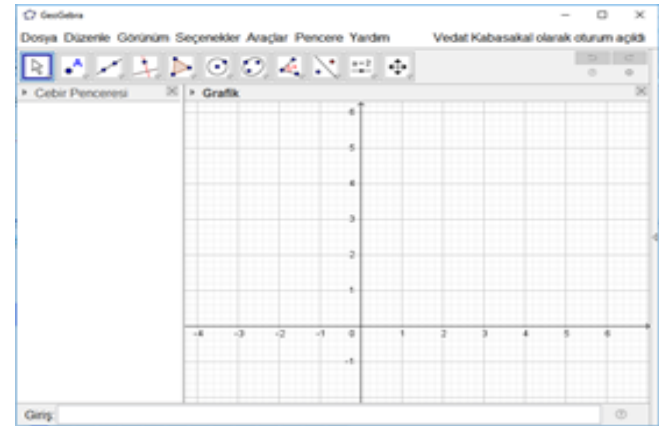 GeoGebra
Dosya Düzenle Görünüm Seçenekler Araçlar Pencere Yardım Vedat Kabasakal olarak oturum açıldı
A a=2
Cebir Penceresi Grafik
6
5
4
3
2
1
-4 -3 -2 -1 0 1 2 3 4 5 6
-1
Giriş: